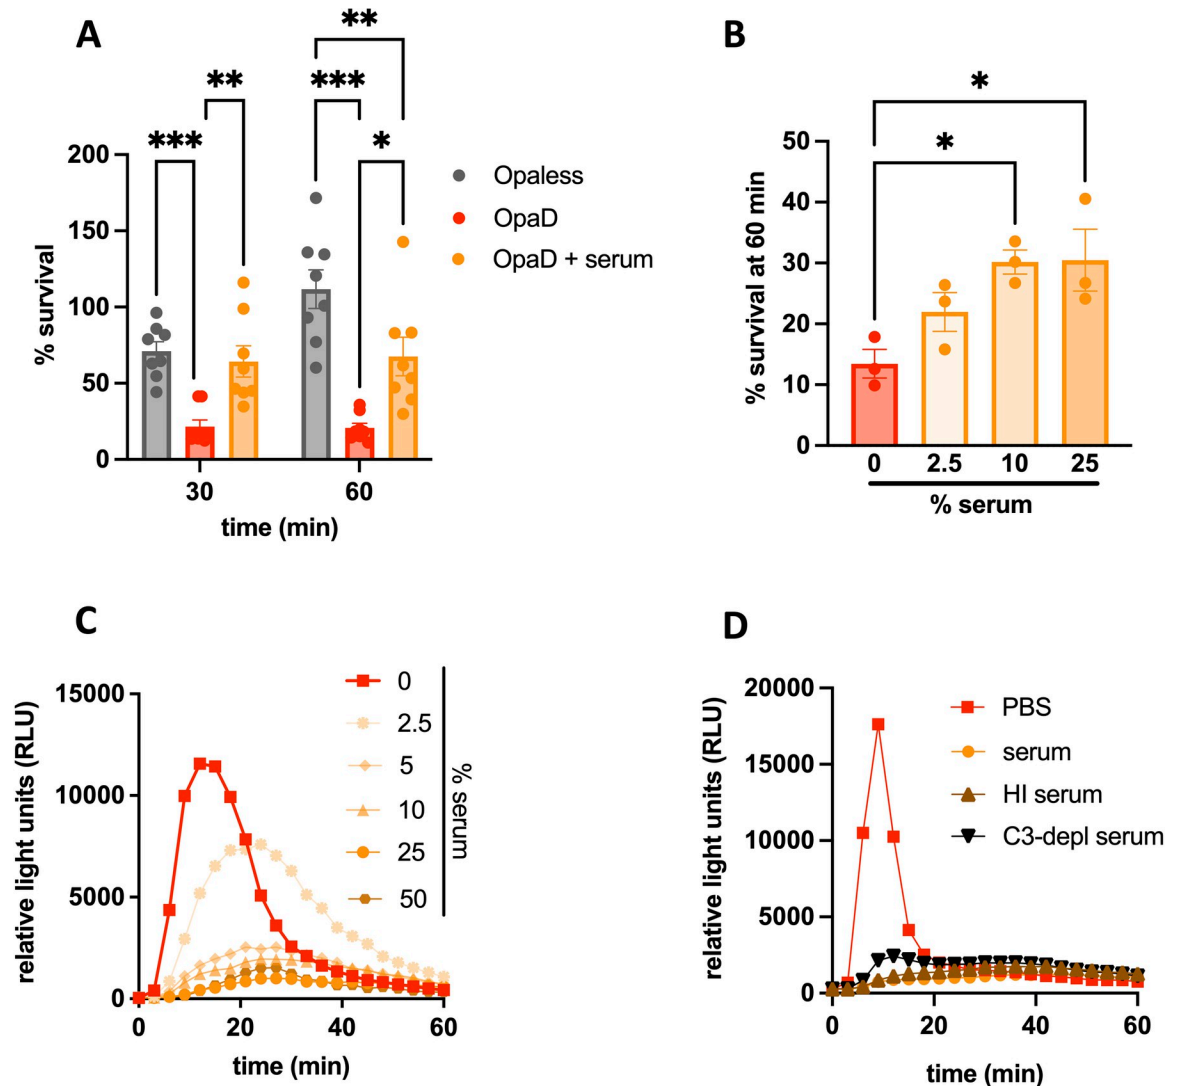 A
**
**
***
***
*
200
150
100
50
0
% survival
30
60
time (min)
Opaless
OpaD
OpaD + serum
B
*
*
50
40
30
20
10
0
% survival at 60 min
0
2.5
10
25
% serum
C
15000
10000
5000
0
relative light units (RLU)
0
20
40
60
time (min)
0
2.5
5
10
25
50
% serum
D
20000
15000
10000
5000
0
relative light units (RLU)
0
20
40
60
time (min)
PBS
serum
HI serum
C3-depl serum